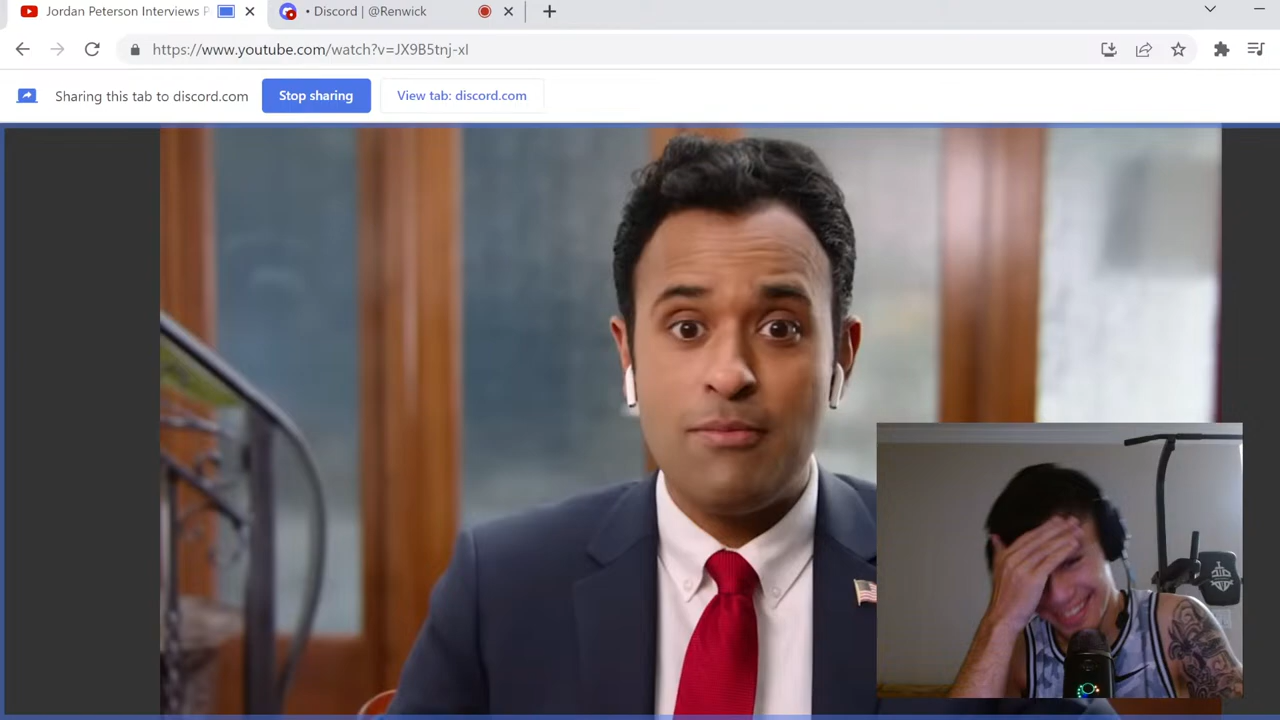 Jordan Peterson Interviews P
• Discord | @Renwick
https://www.youtube.com/watch?v=JX9B5tnj-xI
Sharing this tab to discord.com
Stop sharing
View tab: discord.com